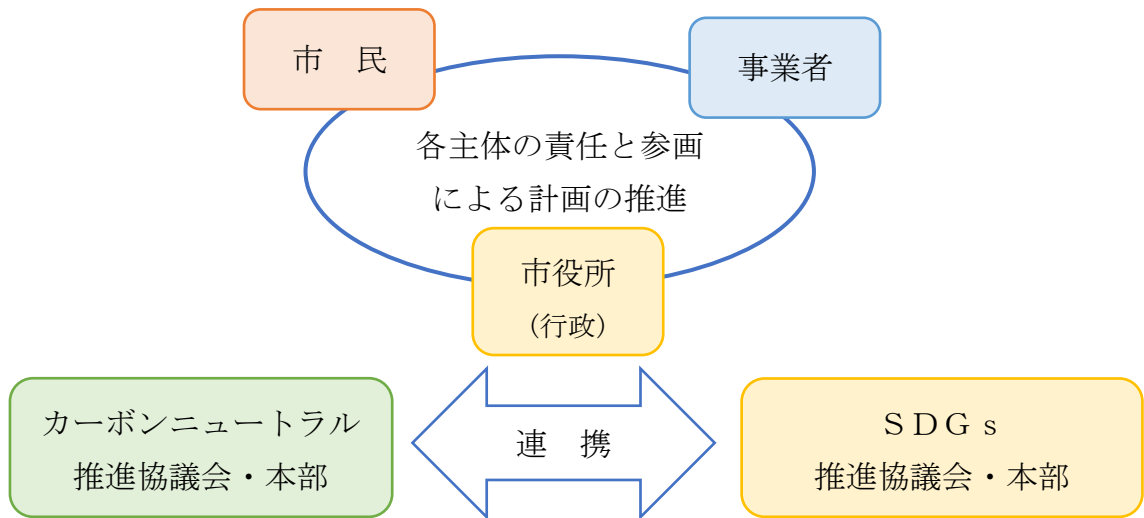 市　民
事業者
各主体の責任と参画
による計画の推進
市役所
（行政）
カーボンニュートラル
推進協議会・本部
連　携
ＳＤＧｓ
推進協議会・本部